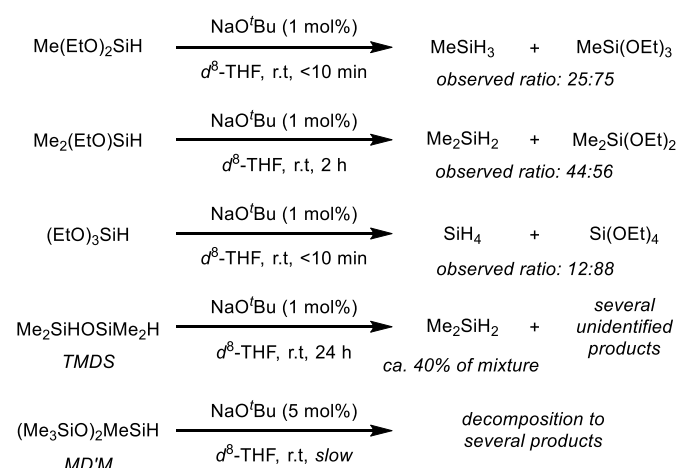 Me(EtO)₂SiH
NaOᵗBu (1 mol%)
d⁸-THF, r.t, <10 min
MeSiH₃ + MeSi(OEt)₃
observed ratio: 25:75
Me₂(EtO)SiH
NaOᵗBu (1 mol%)
d⁸-THF, r.t, 2 h
Me₂SiH₂ + Me₂Si(OEt)₂
observed ratio: 44:56
(EtO)₃SiH
NaOᵗBu (1 mol%)
d⁸-THF, r.t, <10 min
SiH₄ + Si(OEt)₄
observed ratio: 12:88
Me₂SiHOSiMe₂H
TMDS
NaOᵗBu (1 mol%)
d⁸-THF, r.t, 24 h
Me₂SiH₂ +
ca. 40% of mixture
several
unidentified
products
(Me₃SiO)₂MeSiH
MD'M
NaOᵗBu (5 mol%)
d⁸-THF, r.t, slow
decomposition to
several products